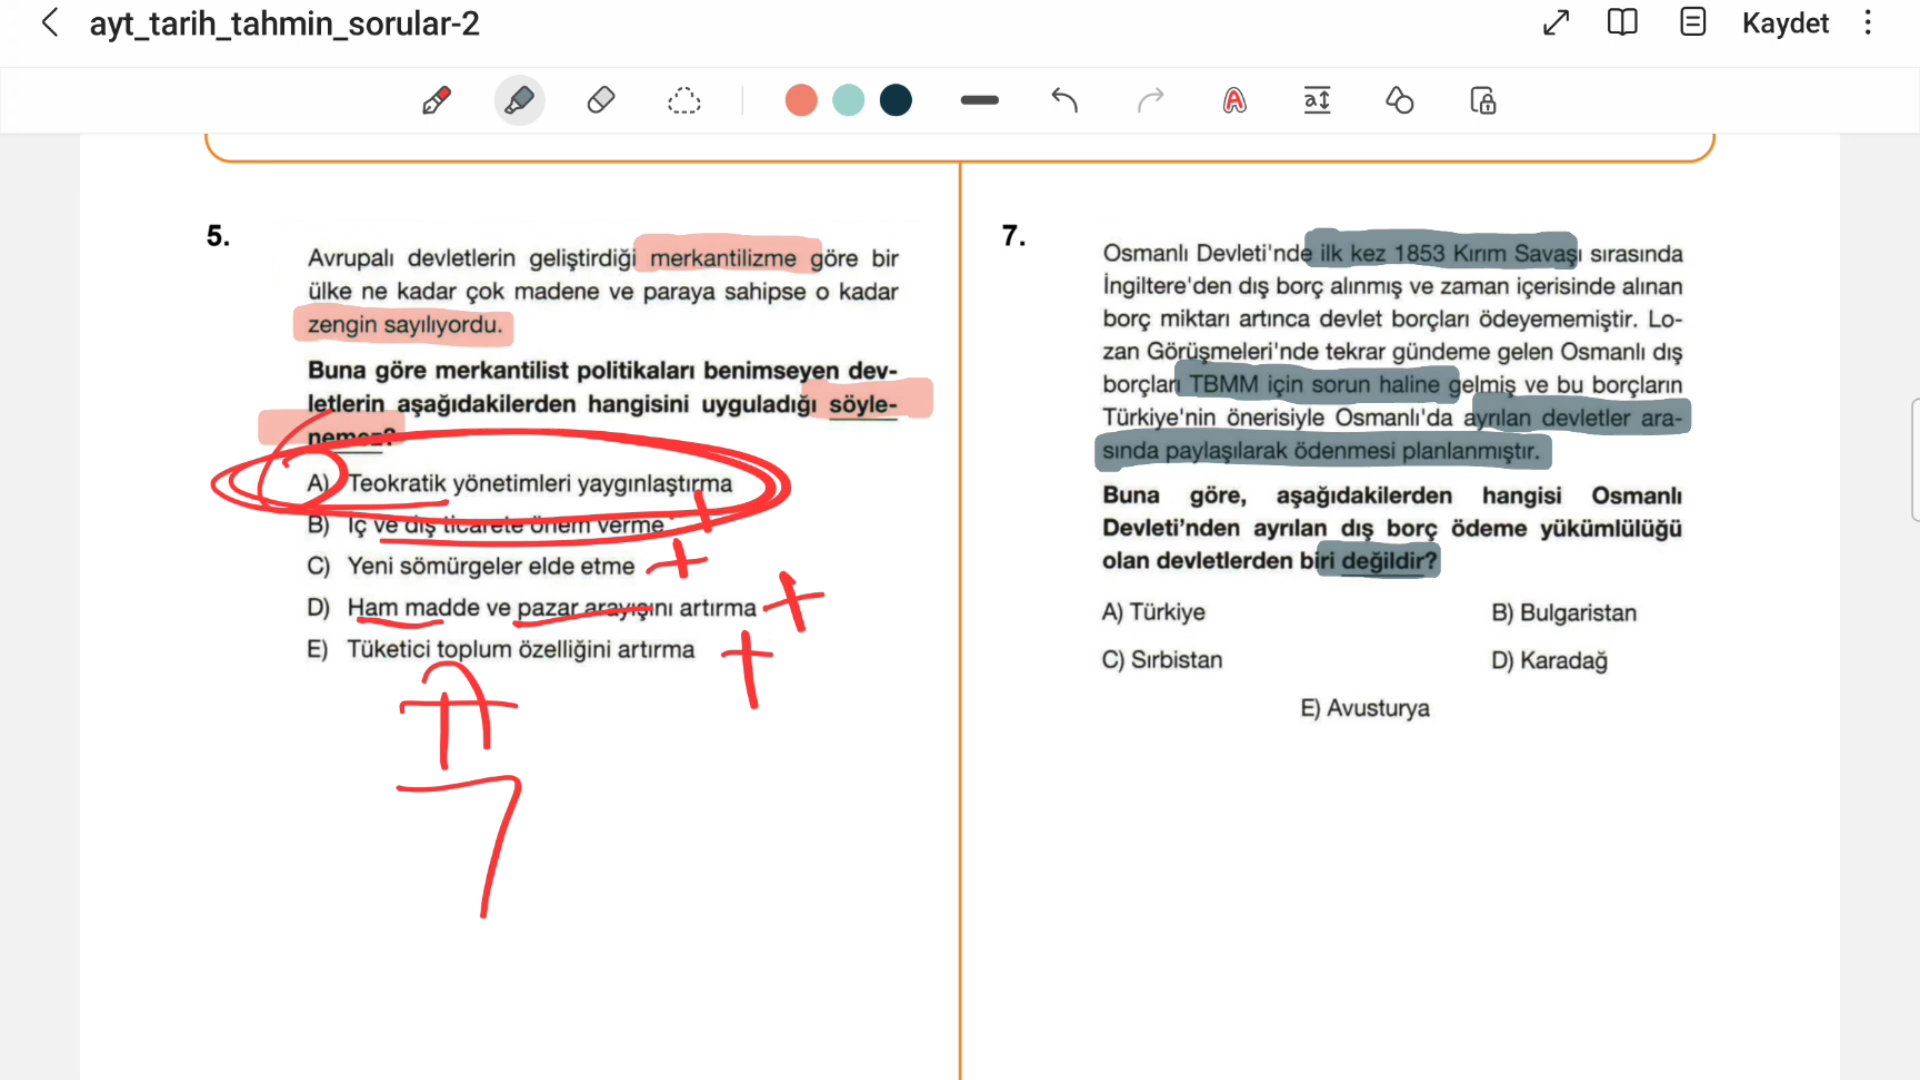 ayt_tarih_tahmin_sorular-2
Kaydet
5.
Avrupalı devletlerin geliştirdiği merkantilizme göre bir
ülke ne kadar çok madene ve paraya sahipse o kadar
zengin sayılıyordu.
Buna göre merkantilist politikaları benimseyen dev-
letlerin aşağıdakilerden hangisini uyguladığı söyle-
nemez?
A) Teokratik yönetimleri yaygınlaştırma
B) İç ve dış ticarete önem verme
C) Yeni sömürgeler elde etme
D) Ham madde ve pazar arayışını artırma
E) Tüketici toplum özelliğini artırma
7
7.
Osmanlı Devleti'nde ilk kez 1853 Kırım Savaşı sırasında
İngiltere'den dış borç alınmış ve zaman içerisinde alınan
borç miktarı artınca devlet borçları ödeyememiştir. Lo-
zan Görüşmeleri'nde tekrar gündeme gelen Osmanlı dış
borçları TBMM için sorun haline gelmiş ve bu borçların
Türkiye'nin önerisiyle Osmanlı'da ayrılan devletler ara-
sında paylaşılarak ödenmesi planlanmıştır.
Buna göre, aşağıdakilerden hangisi Osmanlı
Devleti'nden ayrılan dış borç ödeme yükümlülüğü
olan devletlerden biri değildir?
A) Türkiye B) Bulgaristan
C) Sırbistan D) Karadağ
E) Avusturya